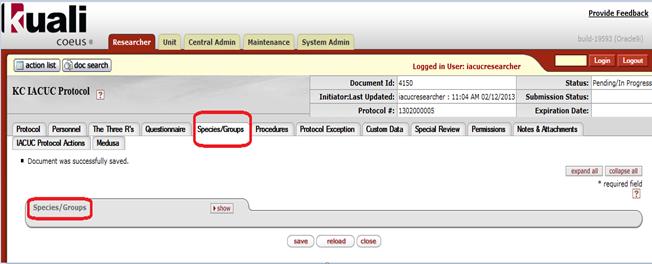 kuali
coeus
Provide Feedback
build-19593 (Oracle9i)
Researcher Unit Central Admin Maintenance System Admin
action list doc search Logged in User: iacucresearcher Login Logout
KC IACUC Protocol ?
Document Id: 4150 Status: Pending/In Progress
Initiator:Last Updated: iacucresearcher : 11:04 AM 02/12/2013 Submission Status:
Protocol #: 1302000005 Expiration Date:
Protocol Personnel The Three R's Questionnaire Species/Groups Procedures Protocol Exception Custom Data Special Review Permissions Notes & Attachments
IACUC Protocol Actions Medusa
Document was successfully saved.
expand all collapse all
* required field
?
Species/Groups show
save reload close